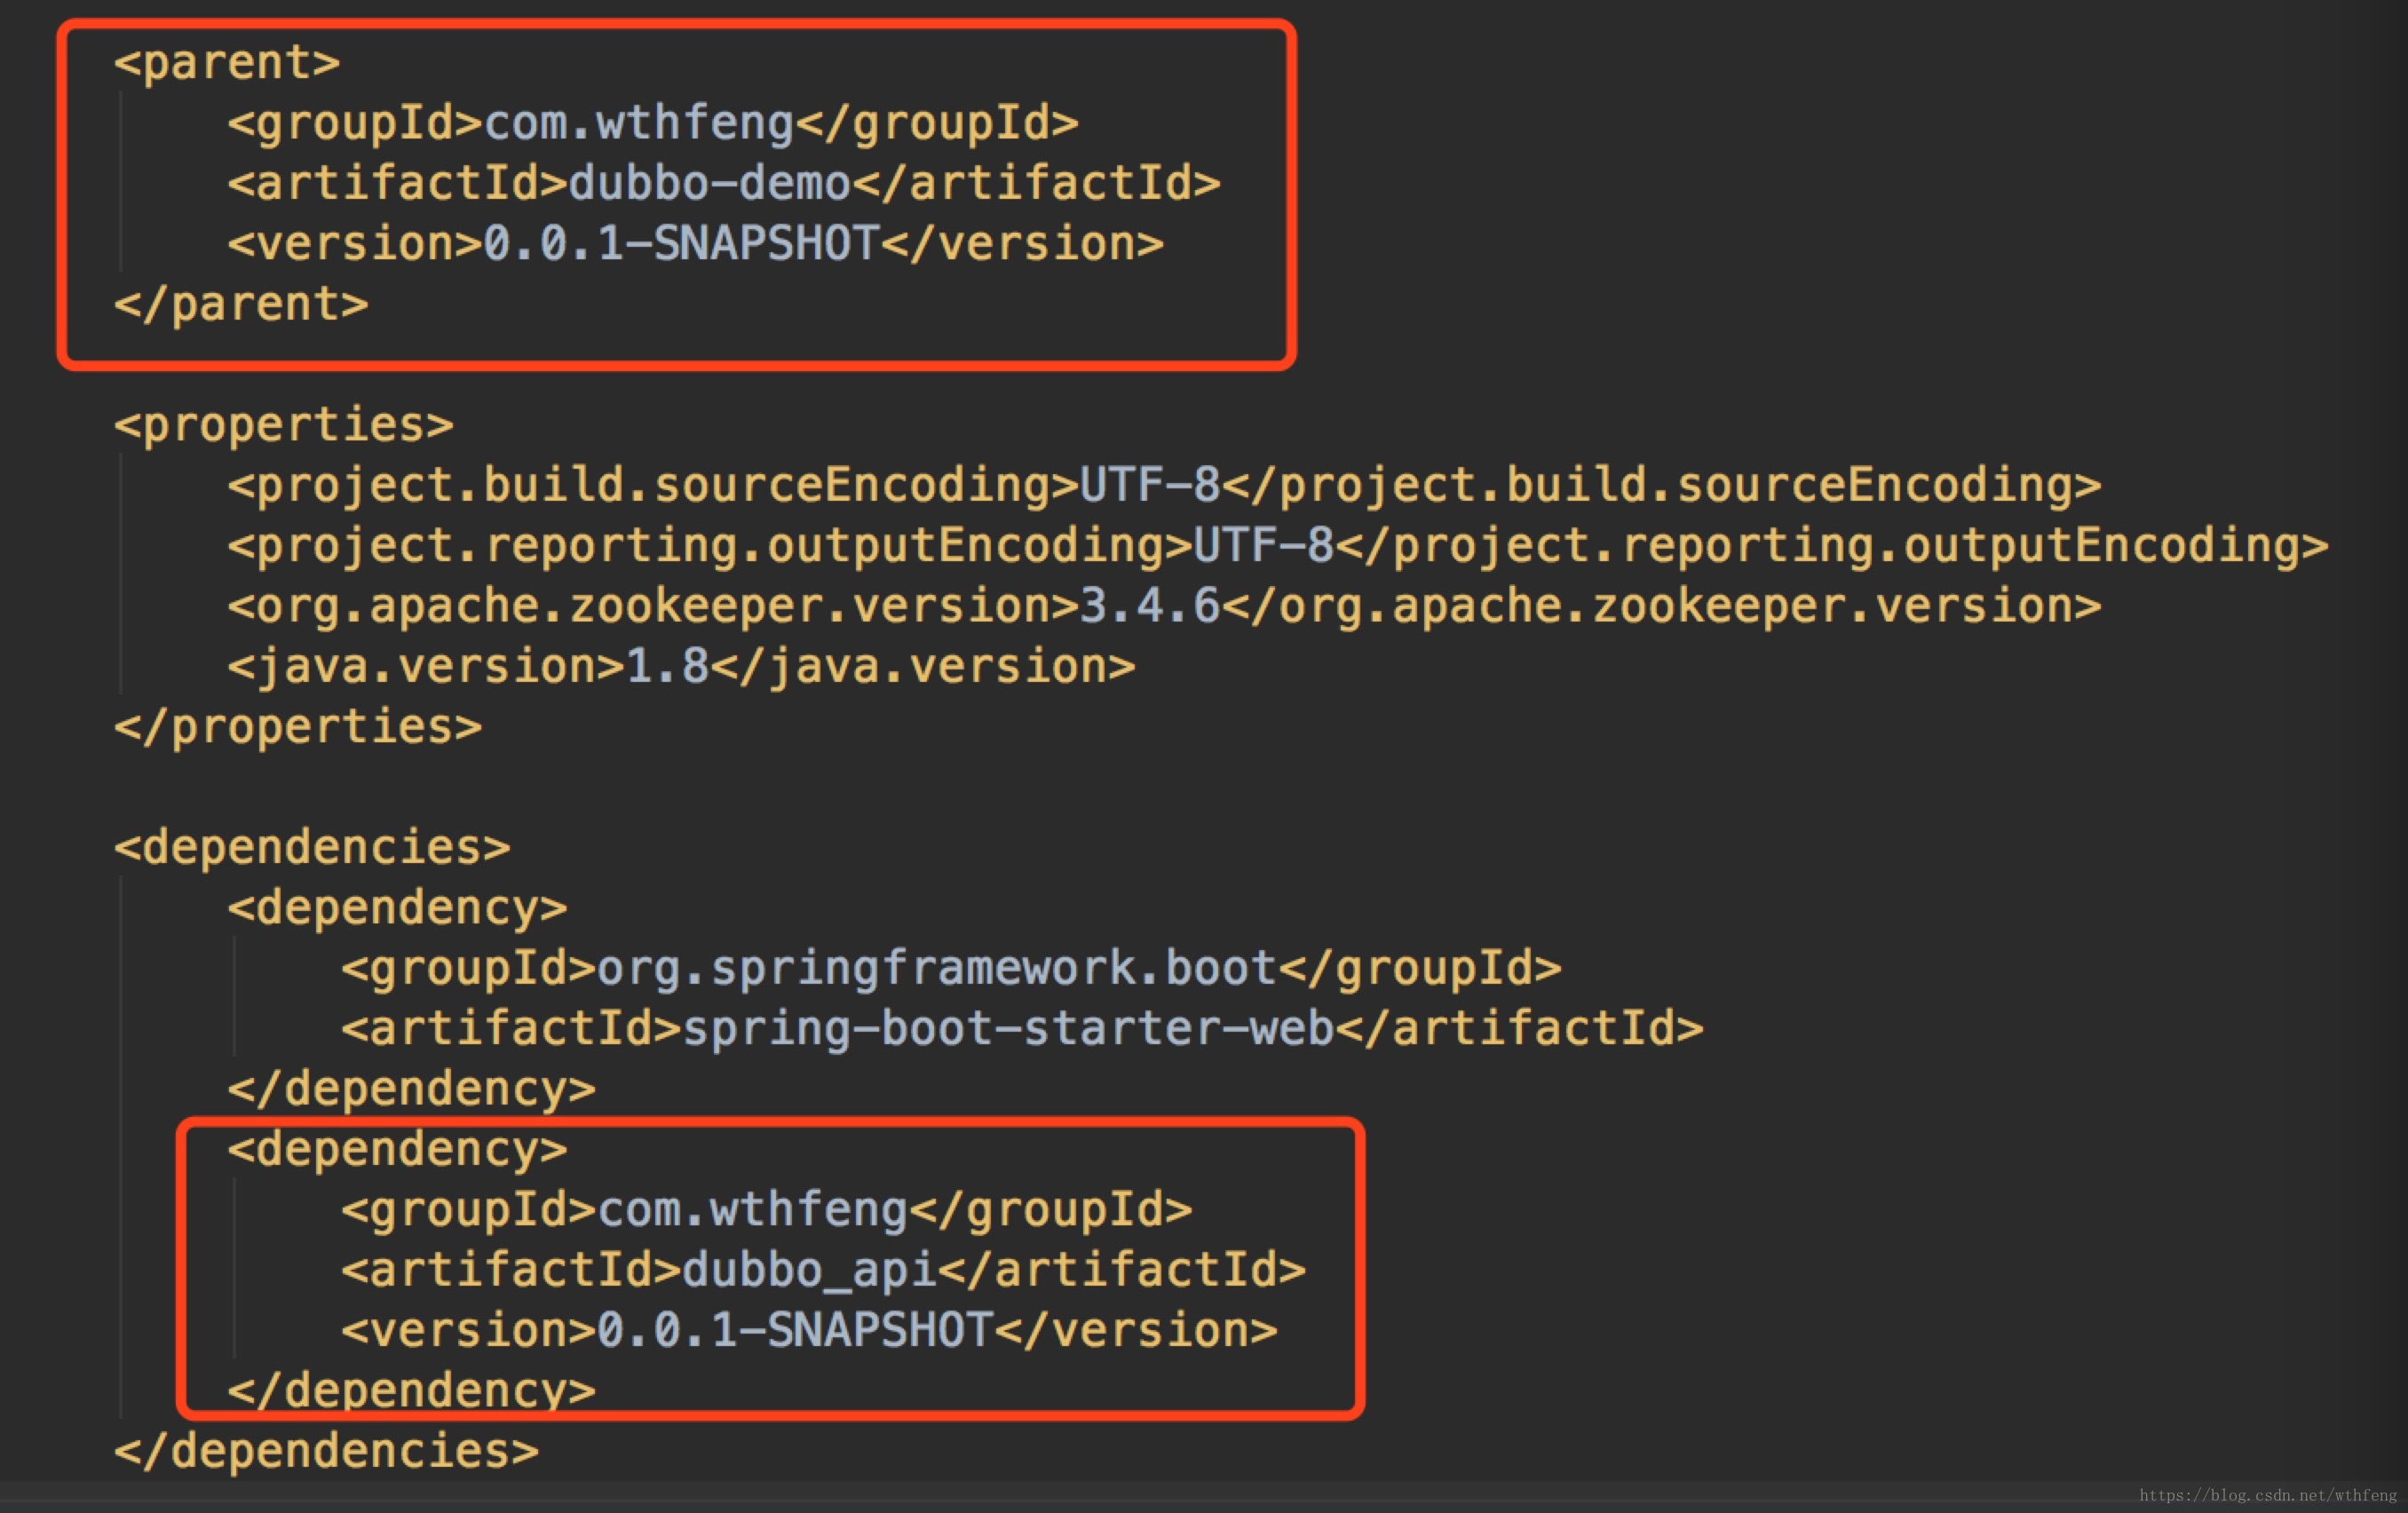 <parent>
<groupId>com.wthfeng</groupId>
<artifactId>dubbo-demo</artifactId>
<version>0.0.1-SNAPSHOT</version>
</parent>
<properties>
<project.build.sourceEncoding>UTF-8</project.build.sourceEncoding>
<project.reporting.outputEncoding>UTF-8</project.reporting.outputEncoding>
<org.apache.zookeeper.version>3.4.6</org.apache.zookeeper.version>
<java.version>1.8</java.version>
</properties>
<dependencies>
<dependency>
<groupId>org.springframework.boot</groupId>
<artifactId>spring-boot-starter-web</artifactId>
</dependency>
<dependency>
<groupId>com.wthfeng</groupId>
<artifactId>dubbo_api</artifactId>
<version>0.0.1-SNAPSHOT</version>
</dependency>
</dependencies>
https://blog.csdn.net/wthfeng